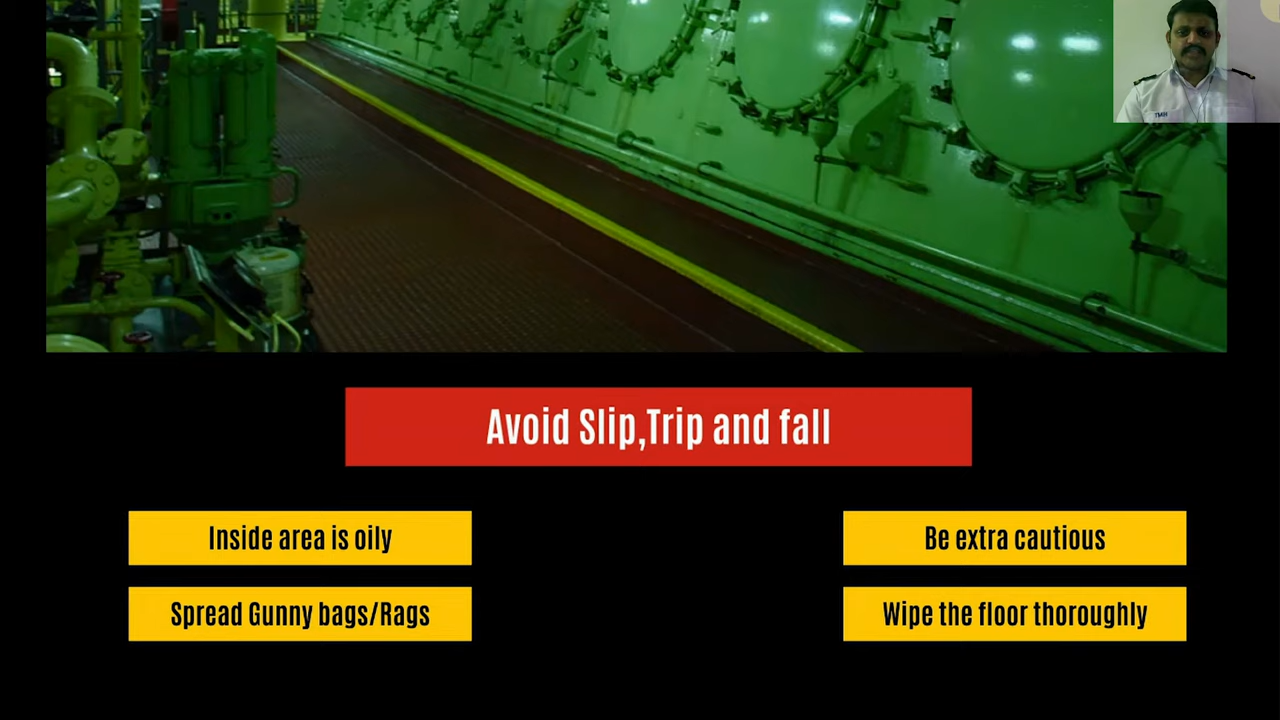 Avoid Slip,Trip and fall
Inside area is oily
Be extra cautious
Spread Gunny bags/Rags
Wipe the floor thoroughly